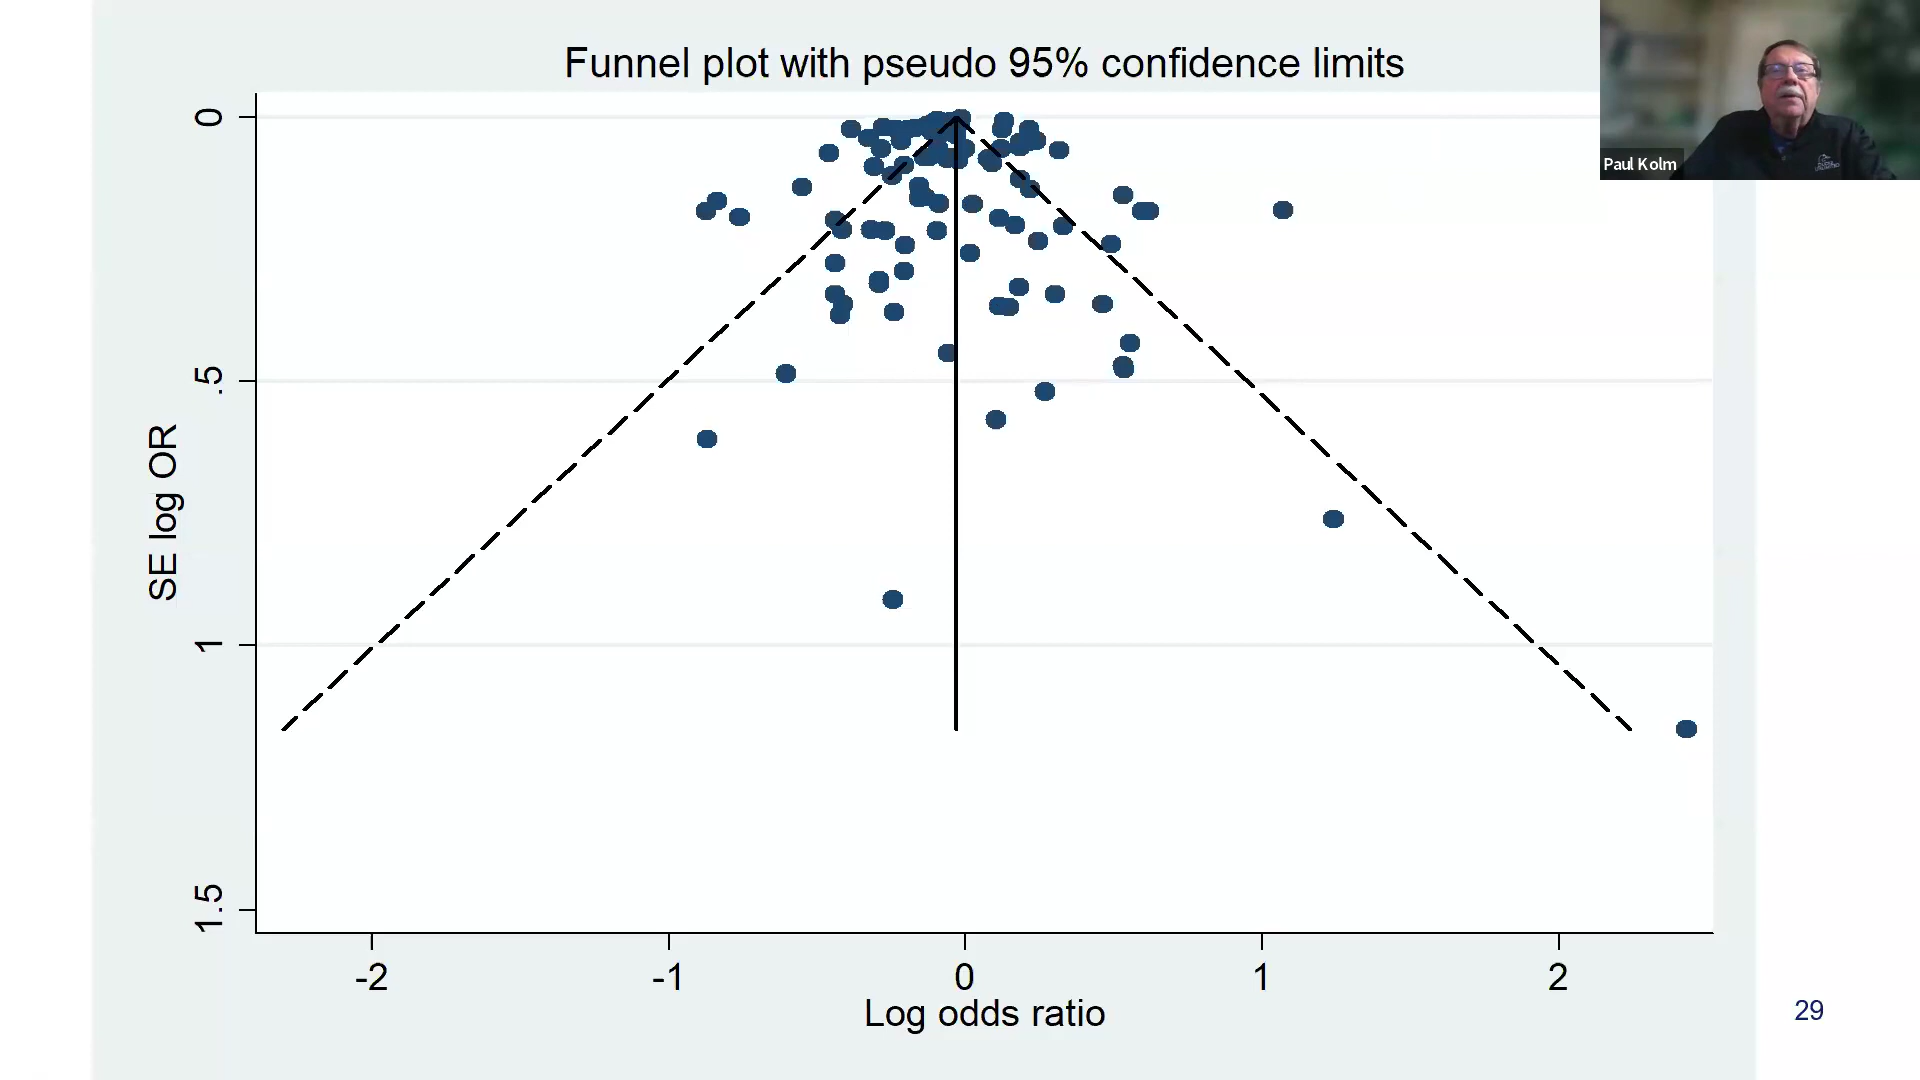 Funnel plot with pseudo 95% confidence limits
Paul Kolm
0
.5
1
1.5
SE log OR
-2
-1
0
1
2
Log odds ratio
29